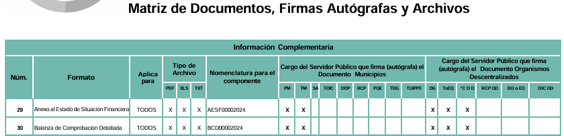 Matriz de Documentos, Firmas Autógrafas y Archivos
Información Complementaria
Núm. Formato Aplica para Tipo de Archivo Nomenclatura para el componente Cargo del Servidor Público que firma (autógrafa) el Documento Municipios Cargo del Servidor Público que firma (autógrafa) el Documento Organismos Descentralizados
PDF XLS TXT PM TM SA TOIC DOP RCP PQE TDG TUIPPE DG ToEQ *C O D RCP OD DO o EQ OIC OD
29 Anexo al Estado de Situación Financiera TODOS X X X AESF00002024 X X X X X
30 Balanza de Comprobación Detallada TODOS X X X BCD00002024 X X X X X